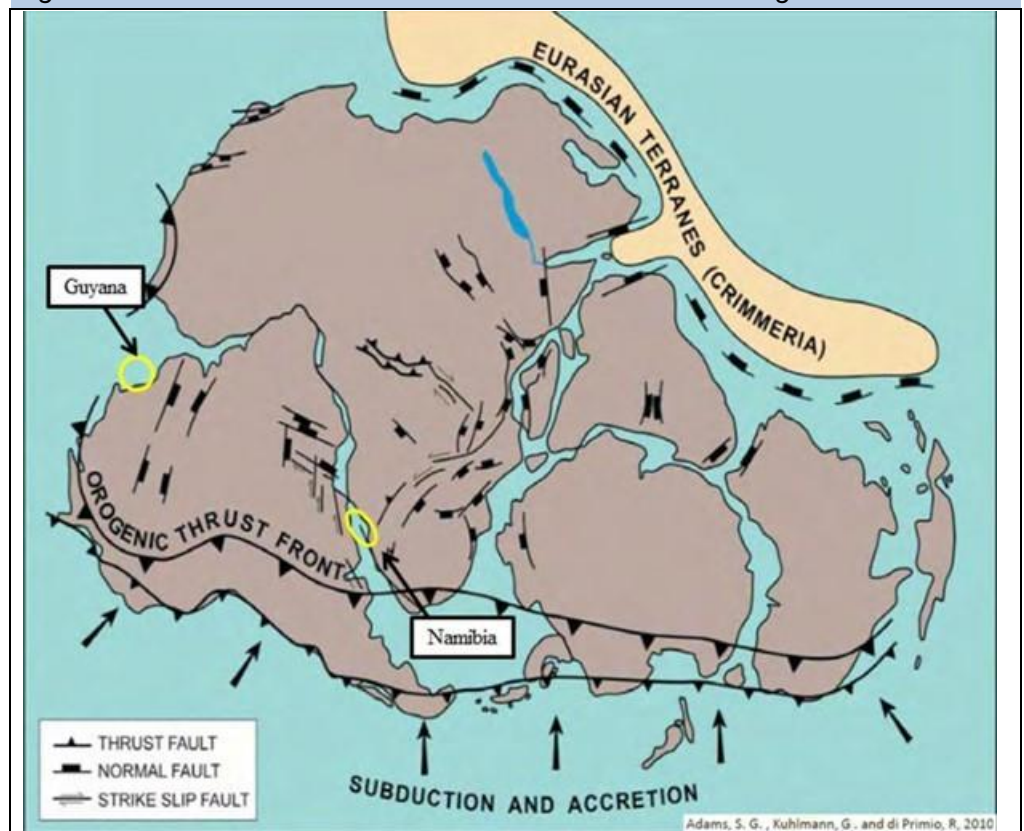 EURASIAN TERRANES (CRIMMERIA)
Guyana
OROGENIC THRUST FRONT
Namibia
THRUST FAULT
NORMAL FAULT
STRIKE SLIP FAULT
SUBDUCTION AND ACCRETION
Adams, S. G. , Kuhlmann, G . and di Primio, R, 2010